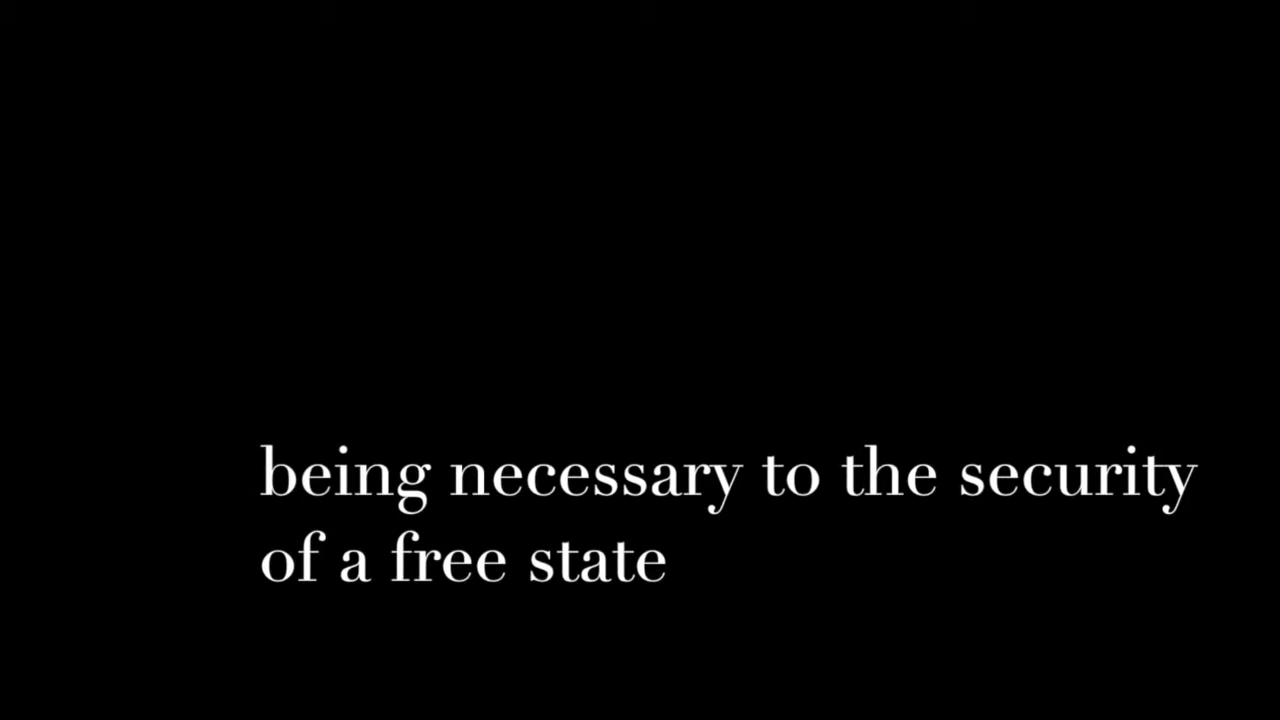 being necessary to the security
of a free state